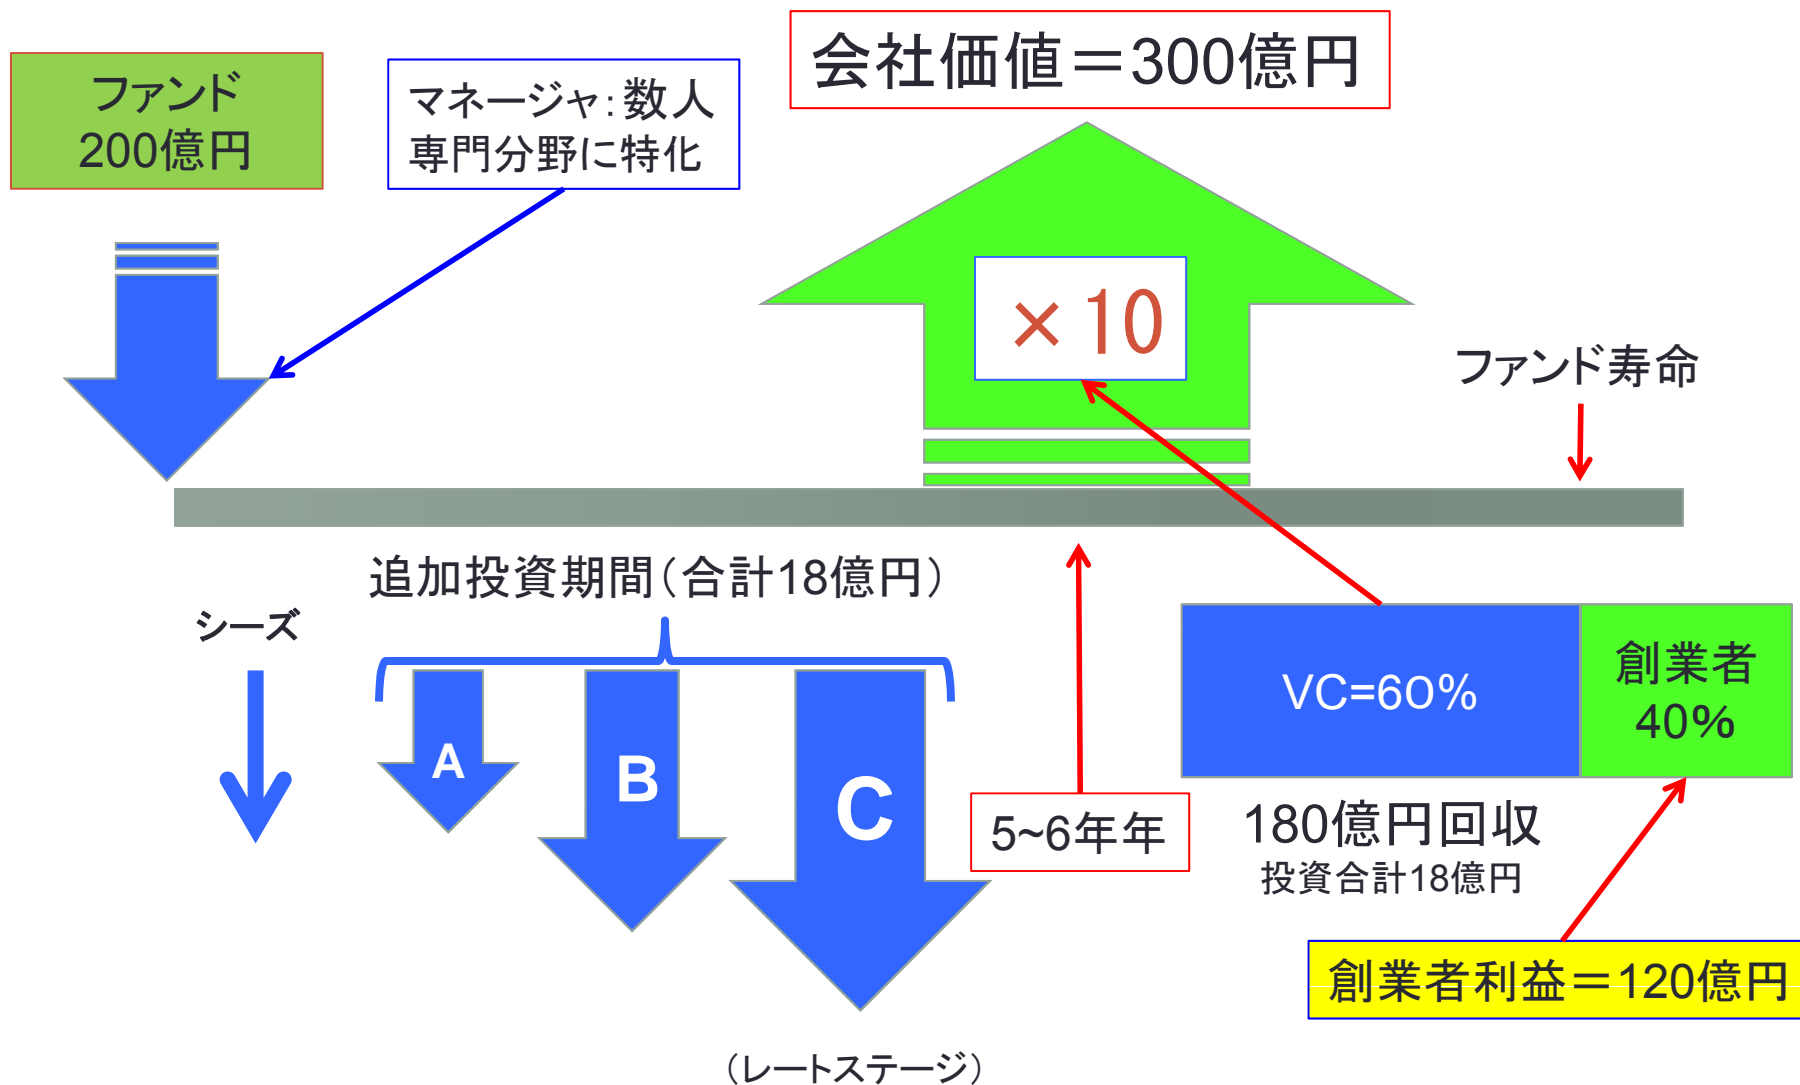 ファンド
200億円
マネージャ：数人
専門分野に特化
会社価値＝300億円
×10
ファンド寿命
追加投資期間（合計18億円）
シーズ
A
B
C
5~6年年
VC=60%
創業者
40%
180億円回収
投資合計18億円
創業者利益＝120億円
（レートステージ）